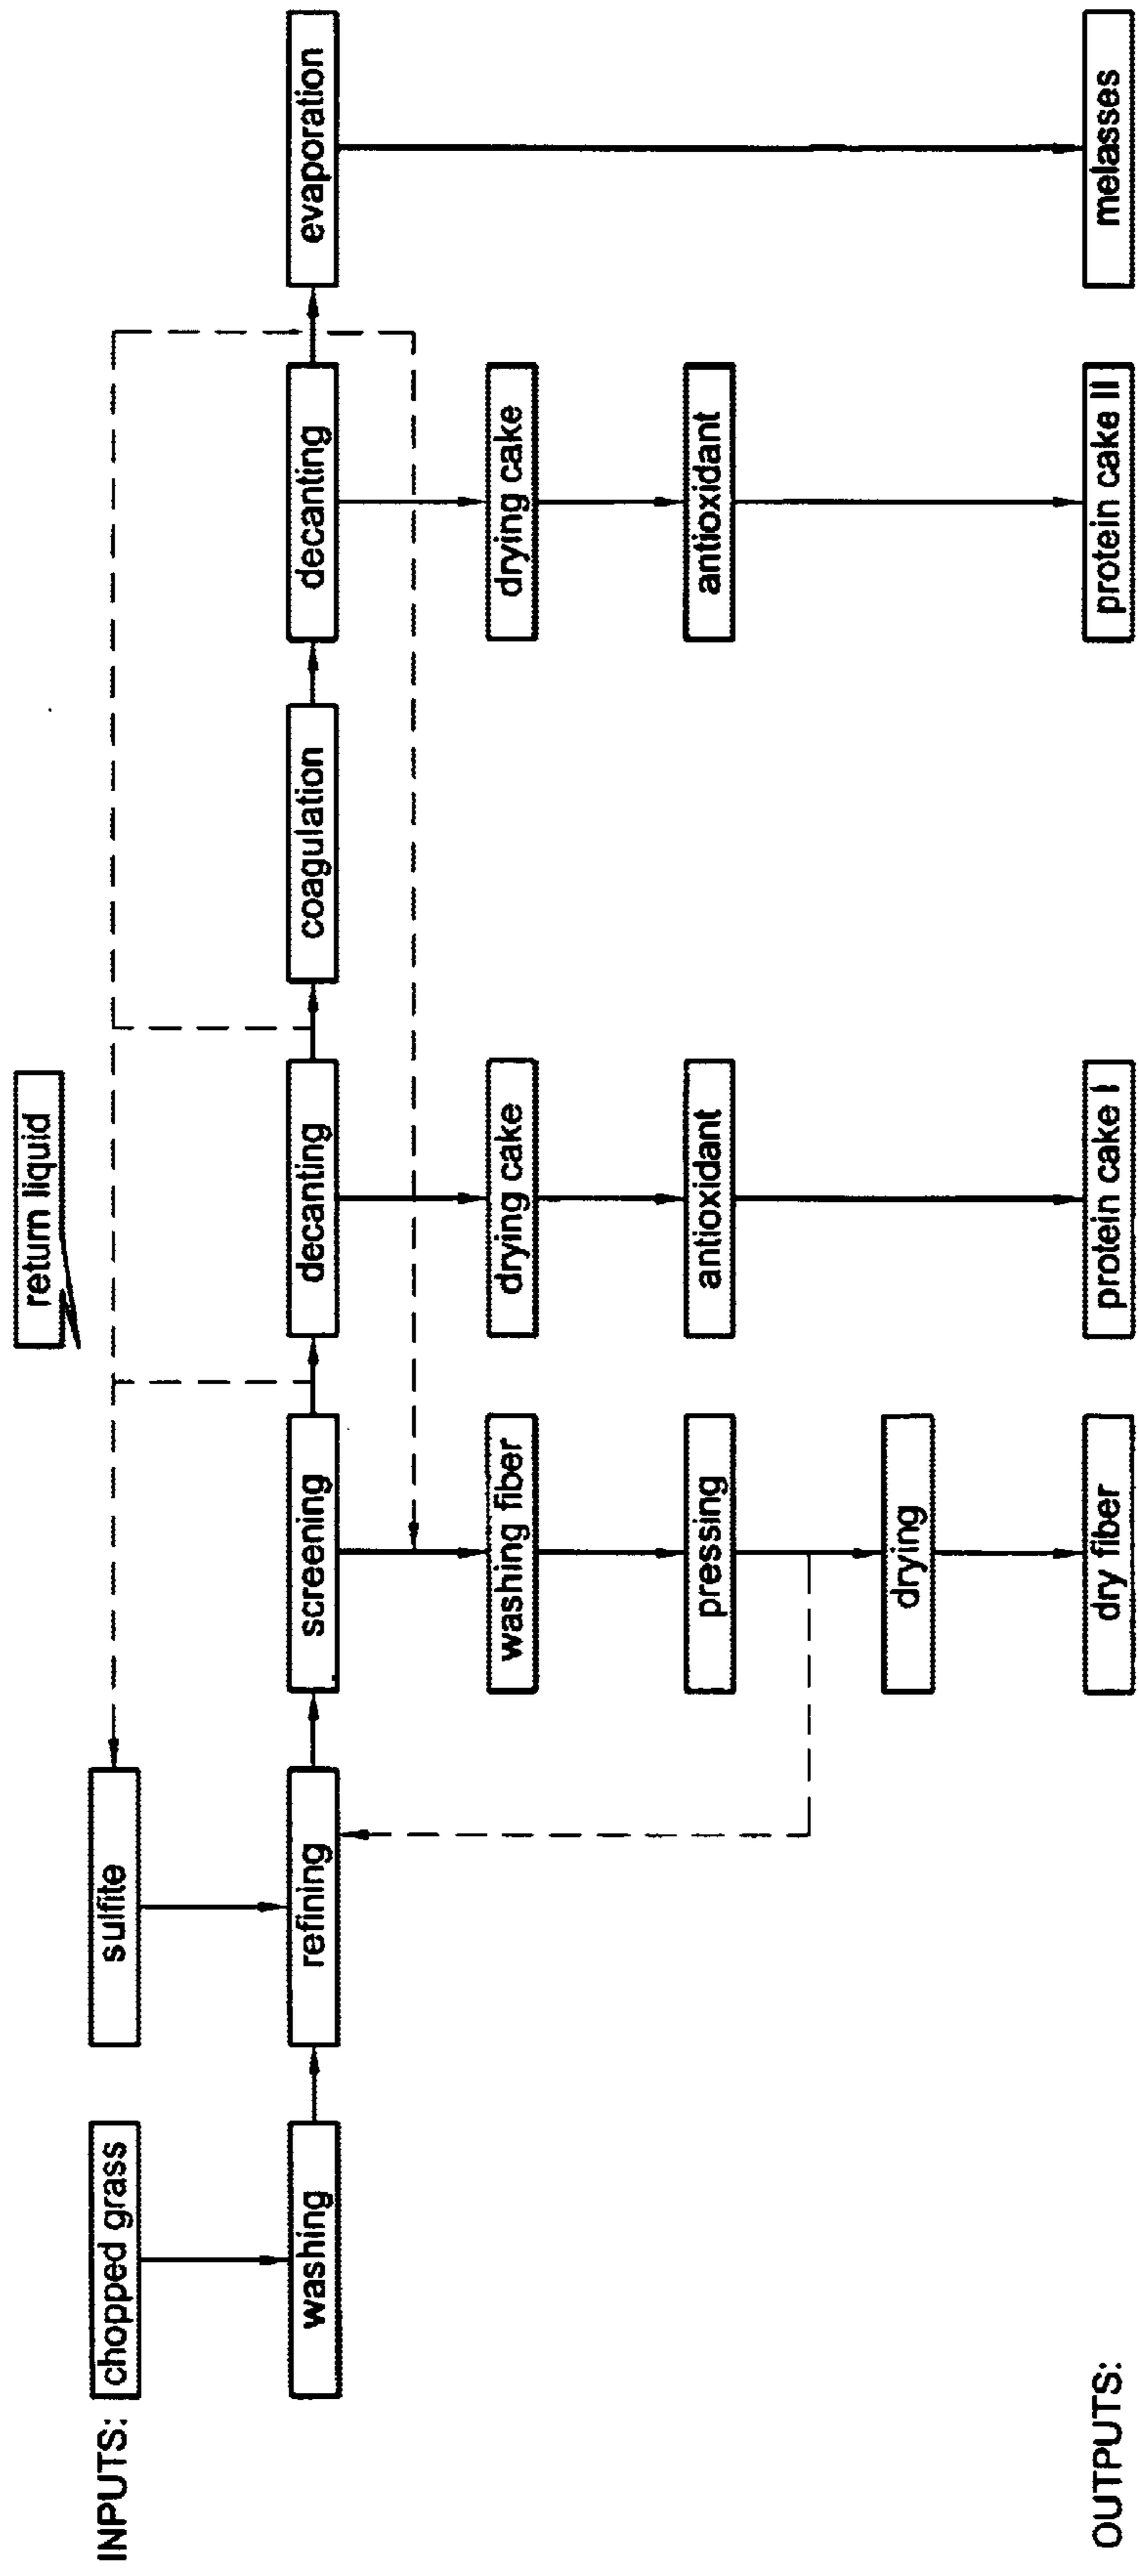 return liquid
INPUTS:
chopped grass
sulfite
washing
refining
screening
decanting
coagulation
decanting
evaporation
washing fiber
drying cake
drying cake
pressing
antioxidant
antioxidant
drying
OUTPUTS:
dry fiber
protein cake I
protein cake II
melasses